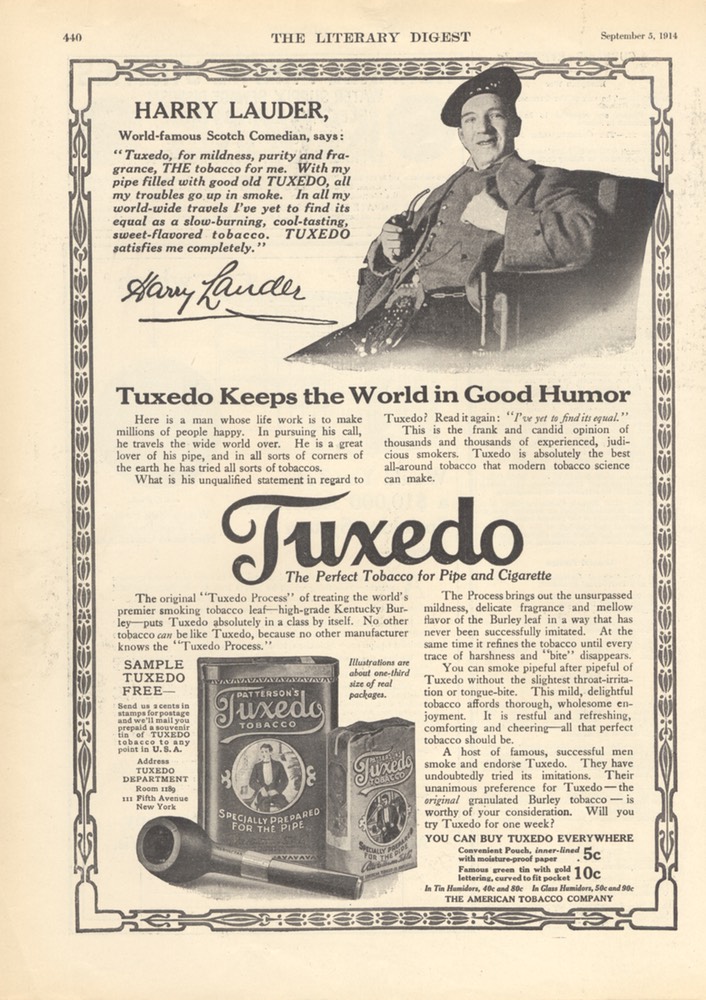 440
THE LITERARY DIGEST
September 5, 1914
HARRY LAUDER,
World-famous Scotch Comedian, says:
"Tuxedo, for mildness, purity and fra-
grance, THE tobacco for me. With my
pipe filled with good old TUXEDO, all
my troubles go up in smoke. In all my
world-wide travels I've yet to find its
equal as a slow-burning, cool-tasting,
sweet-flavored tobacco. TUXEDO
satisfies me completely."
Harry Lauder
Tuxedo Keeps the World in Good Humor
Here is a man whose life work is to make
millions of people happy. In pursuing his call,
he travels the wide world over. He is a great
lover of his pipe, and in all sorts of corners of
the earth he has tried all sorts of tobaccos.
What is his unqualified statement in regard to
Tuxedo? Read it again: "I've yet to find its equal."
This is the frank and candid opinion of
thousands and thousands of experienced, judi-
cious smokers. Tuxedo is absolutely the best
all-around tobacco that modern tobacco science
can make.
Tuxedo
The Perfect Tobacco for Pipe and Cigarette
The original "Tuxedo Process" of treating the world's
premier smoking tobacco leaf—high-grade Kentucky Bur-
ley—puts Tuxedo absolutely in a class by itself. No other
tobacco can be like Tuxedo, because no other manufacturer
knows the "Tuxedo Process."
SAMPLE
TUXEDO
FREE—
Send us 2 cents in
stamps for postage
and we'll mail you
prepaid a souvenir
tin of TUXEDO
tobacco to any
point in U. S. A.
Address
TUXEDO
DEPARTMENT
Room 1189
111 Fifth Avenue
New York
Illustrations are
about one-third
size of real
packages.
PATTERSON'S
Tuxedo
TOBACCO
SPECIALLY PREPARED
FOR THE PIPE
PATTERSON'S
Tuxedo
TOBACCO
SPECIALLY PREPARED
FOR THE PIPE
The Process brings out the unsurpassed
mildness, delicate fragrance and mellow
flavor of the Burley leaf in a way that has
never been successfully imitated. At the
same time it refines the tobacco until every
trace of harshness and "bite" disappears.
You can smoke pipeful after pipeful of
Tuxedo without the slightest throat-irrita-
tion or tongue-bite. This mild, delightful
tobacco affords thorough, wholesome en-
joyment. It is restful and refreshing,
comforting and cheering—all that perfect
tobacco should be.
A host of famous, successful men
smoke and endorse Tuxedo. They have
undoubtedly tried its imitations. Their
unanimous preference for Tuxedo—the
original granulated Burley tobacco—is
worthy of your consideration. Will you
try Tuxedo for one week?
YOU CAN BUY TUXEDO EVERYWHERE
Convenient Pouch, inner-lined
with moisture-proof paper . 5c
Famous green tin with gold
lettering, curved to fit pocket 10c
In Tin Humidors, 40c and 80c In Glass Humidors, 50c and 90c
THE AMERICAN TOBACCO COMPANY